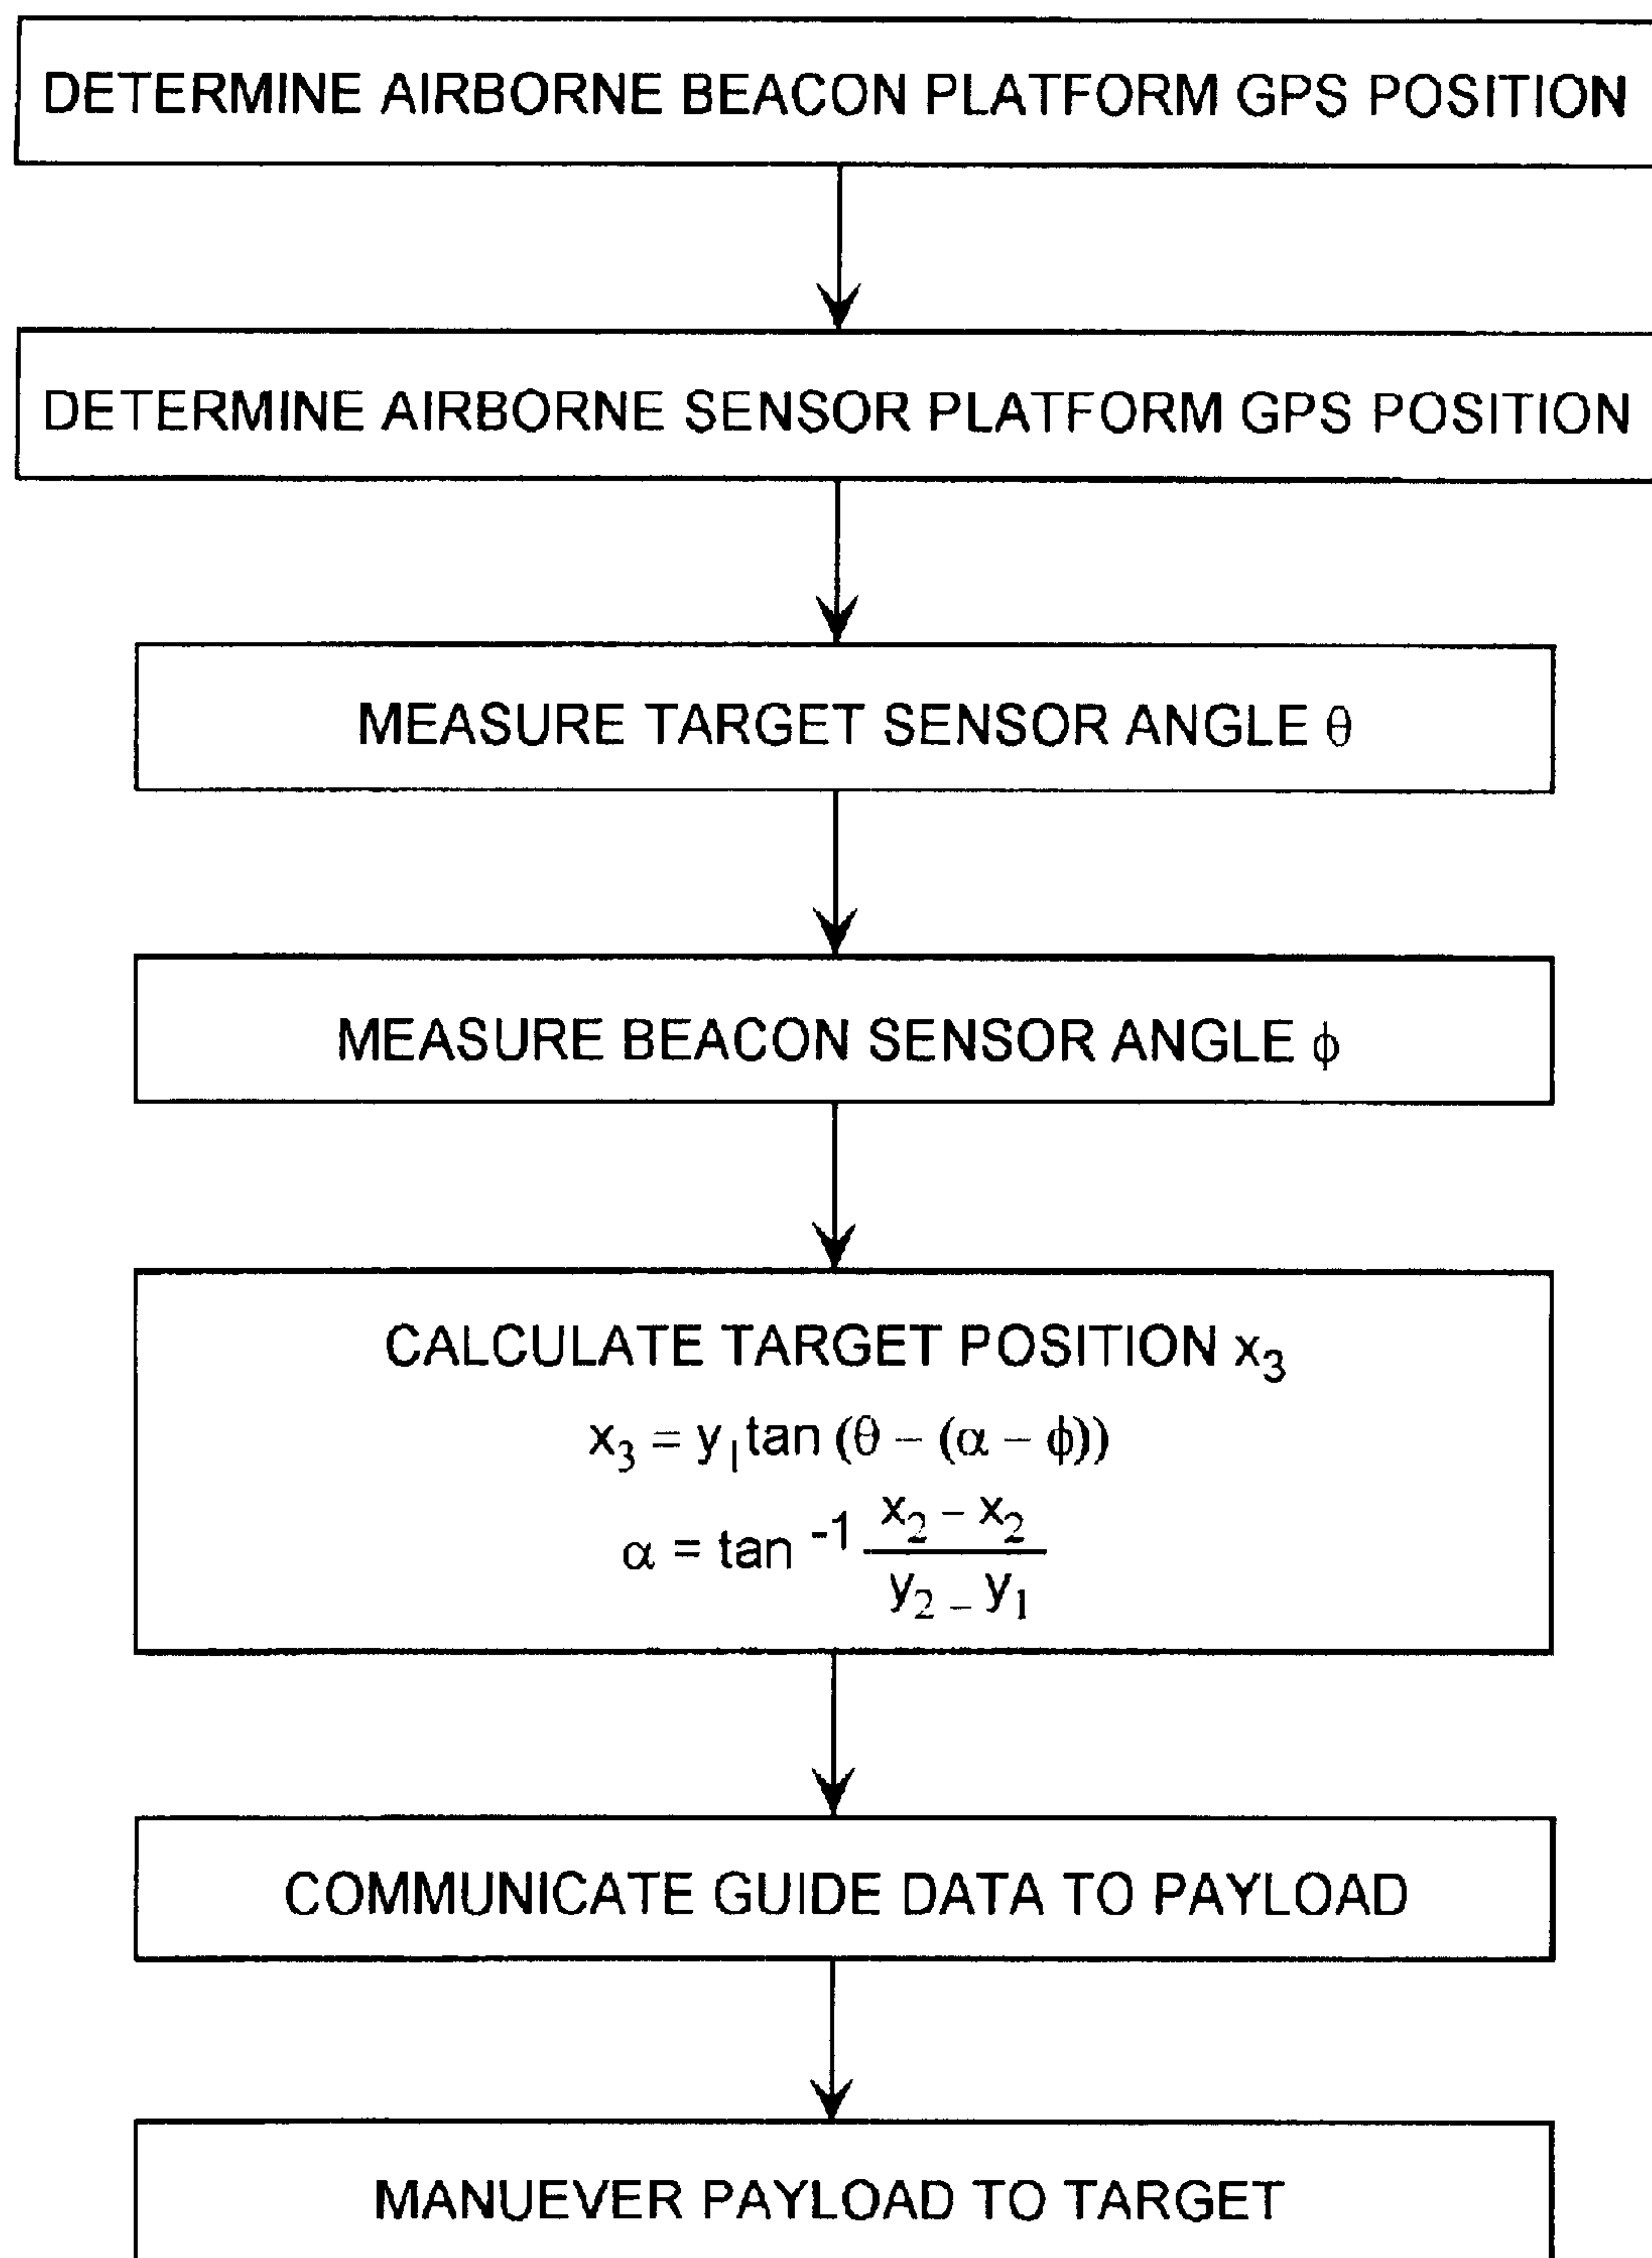 DETERMINE AIRBORNE BEACON PLATFORM GPS POSITION
DETERMINE AIRBORNE SENSOR PLATFORM GPS POSITION
MEASURE TARGET SENSOR ANGLE θ
MEASURE BEACON SENSOR ANGLE ϕ
CALCULATE TARGET POSITION x₃
x₃ = y₁tan (θ – (α – ϕ))
α = tan ⁻¹ x₂ – x₂
y₂ – y₁
COMMUNICATE GUIDE DATA TO PAYLOAD
MANUEVER PAYLOAD TO TARGET